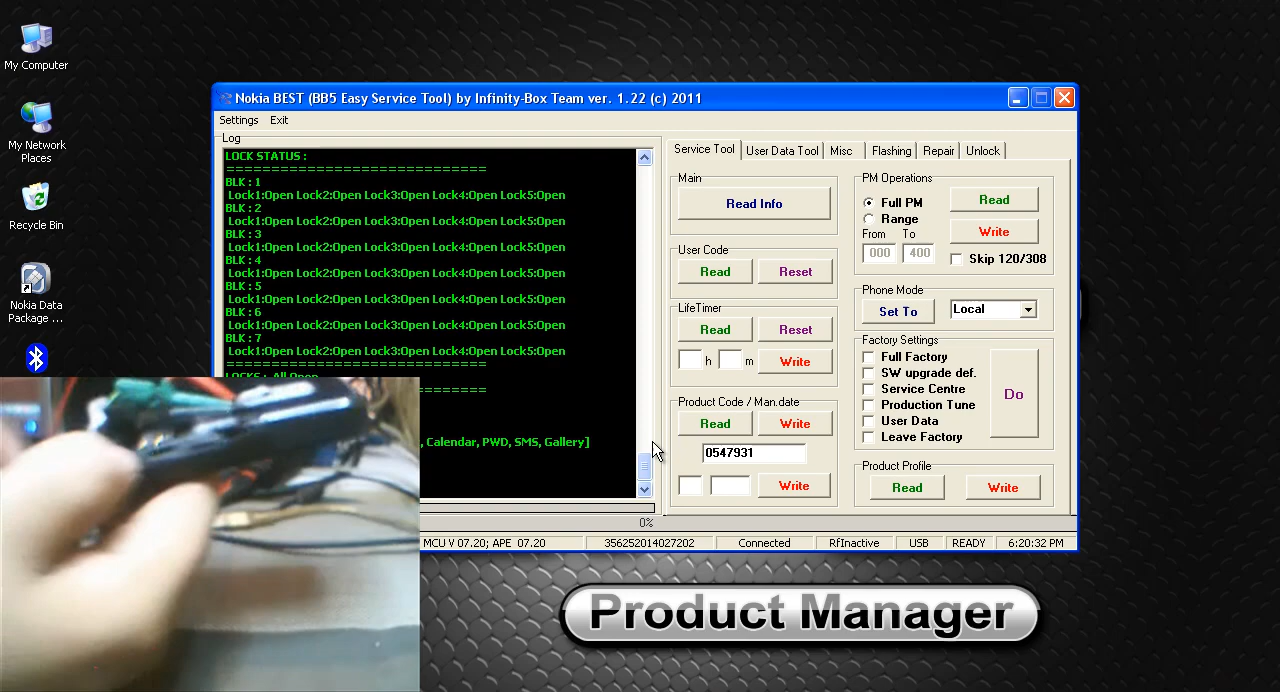 My Computer
My Network
Places
Recycle Bin
Nokia Data
Package ...
Nokia BEST (BB5 Easy Service Tool) by Infinity-Box Team ver. 1.22 (c) 2011
Settings Exit
Log
LOCK STATUS :
=============================
BLK : 1
Lock1:Open Lock2:Open Lock3:Open Lock4:Open Lock5:Open
BLK : 2
Lock1:Open Lock2:Open Lock3:Open Lock4:Open Lock5:Open
BLK : 3
Lock1:Open Lock2:Open Lock3:Open Lock4:Open Lock5:Open
BLK : 4
Lock1:Open Lock2:Open Lock3:Open Lock4:Open Lock5:Open
BLK : 5
Lock1:Open Lock2:Open Lock3:Open Lock4:Open Lock5:Open
BLK : 6
Lock1:Open Lock2:Open Lock3:Open Lock4:Open Lock5:Open
BLK : 7
Lock1:Open Lock2:Open Lock3:Open Lock4:Open Lock5:Open
=============================
LOCKS : All Open
, Calendar, PWD, SMS, Gallery]
0%
Service Tool User Data Tool Misc Flashing Repair Unlock
Main
Read Info
User Code
Read Reset
LifeTimer
Read Reset
h m Write
Product Code / Man.date
Read Write
0547931
Write
PM Operations
Full PM Read
Range
From To Write
000 400 Skip 120/308
Phone Mode
Set To Local
Factory Settings
Full Factory
SW upgrade def.
Service Centre
Do
Production Tune
User Data
Leave Factory
Product Profile
Read Write
MCU V 07.20; APE 07.20 356252014027202 Connected RfInactive USB READY 6:20:32 PM
Product Manager